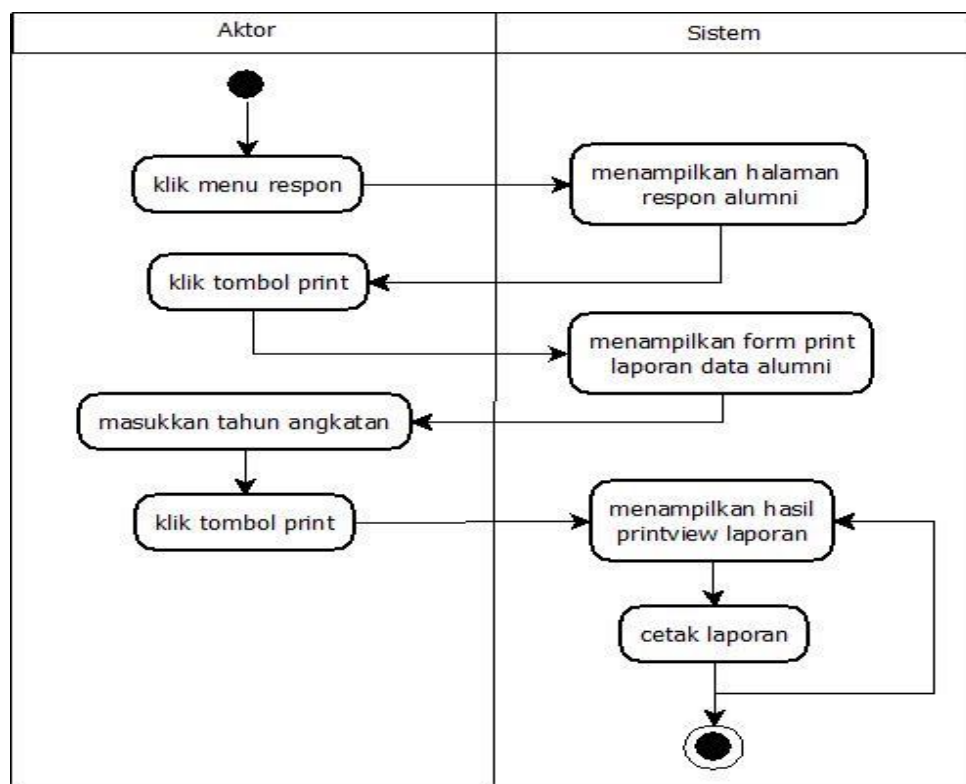 Aktor
Sistem
klik menu respon
menampilkan halaman
respon alumni
klik tombol print
menampilkan form print
laporan data alumni
masukkan tahun angkatan
klik tombol print
menampilkan hasil
printview laporan
cetak laporan